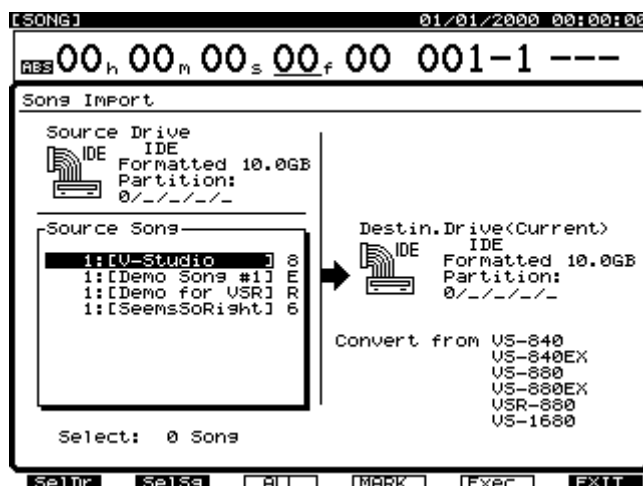 [SONG] 01/01/2000 00:00:00
ABS 00h 00m 00s 00f 00 001-1 ---
Song Import
Source Drive
IDE
IDE
Formatted 10.0GB
Partition:
0/_/_/_/_
Source Song
1:[V-Studio ] 8
1:[Demo Song #1] E
1:[Demo for VSR] R
1:[SeemsSoRight] 6
Select: 0 Song
Destin.Drive(Current)
IDE
IDE
Formatted 10.0GB
Partition:
0/_/_/_/_
Convert from VS-840
VS-840EX
VS-880
VS-880EX
VSR-880
VS-1680
SelDr SelSg ALL MARK Exec EXIT